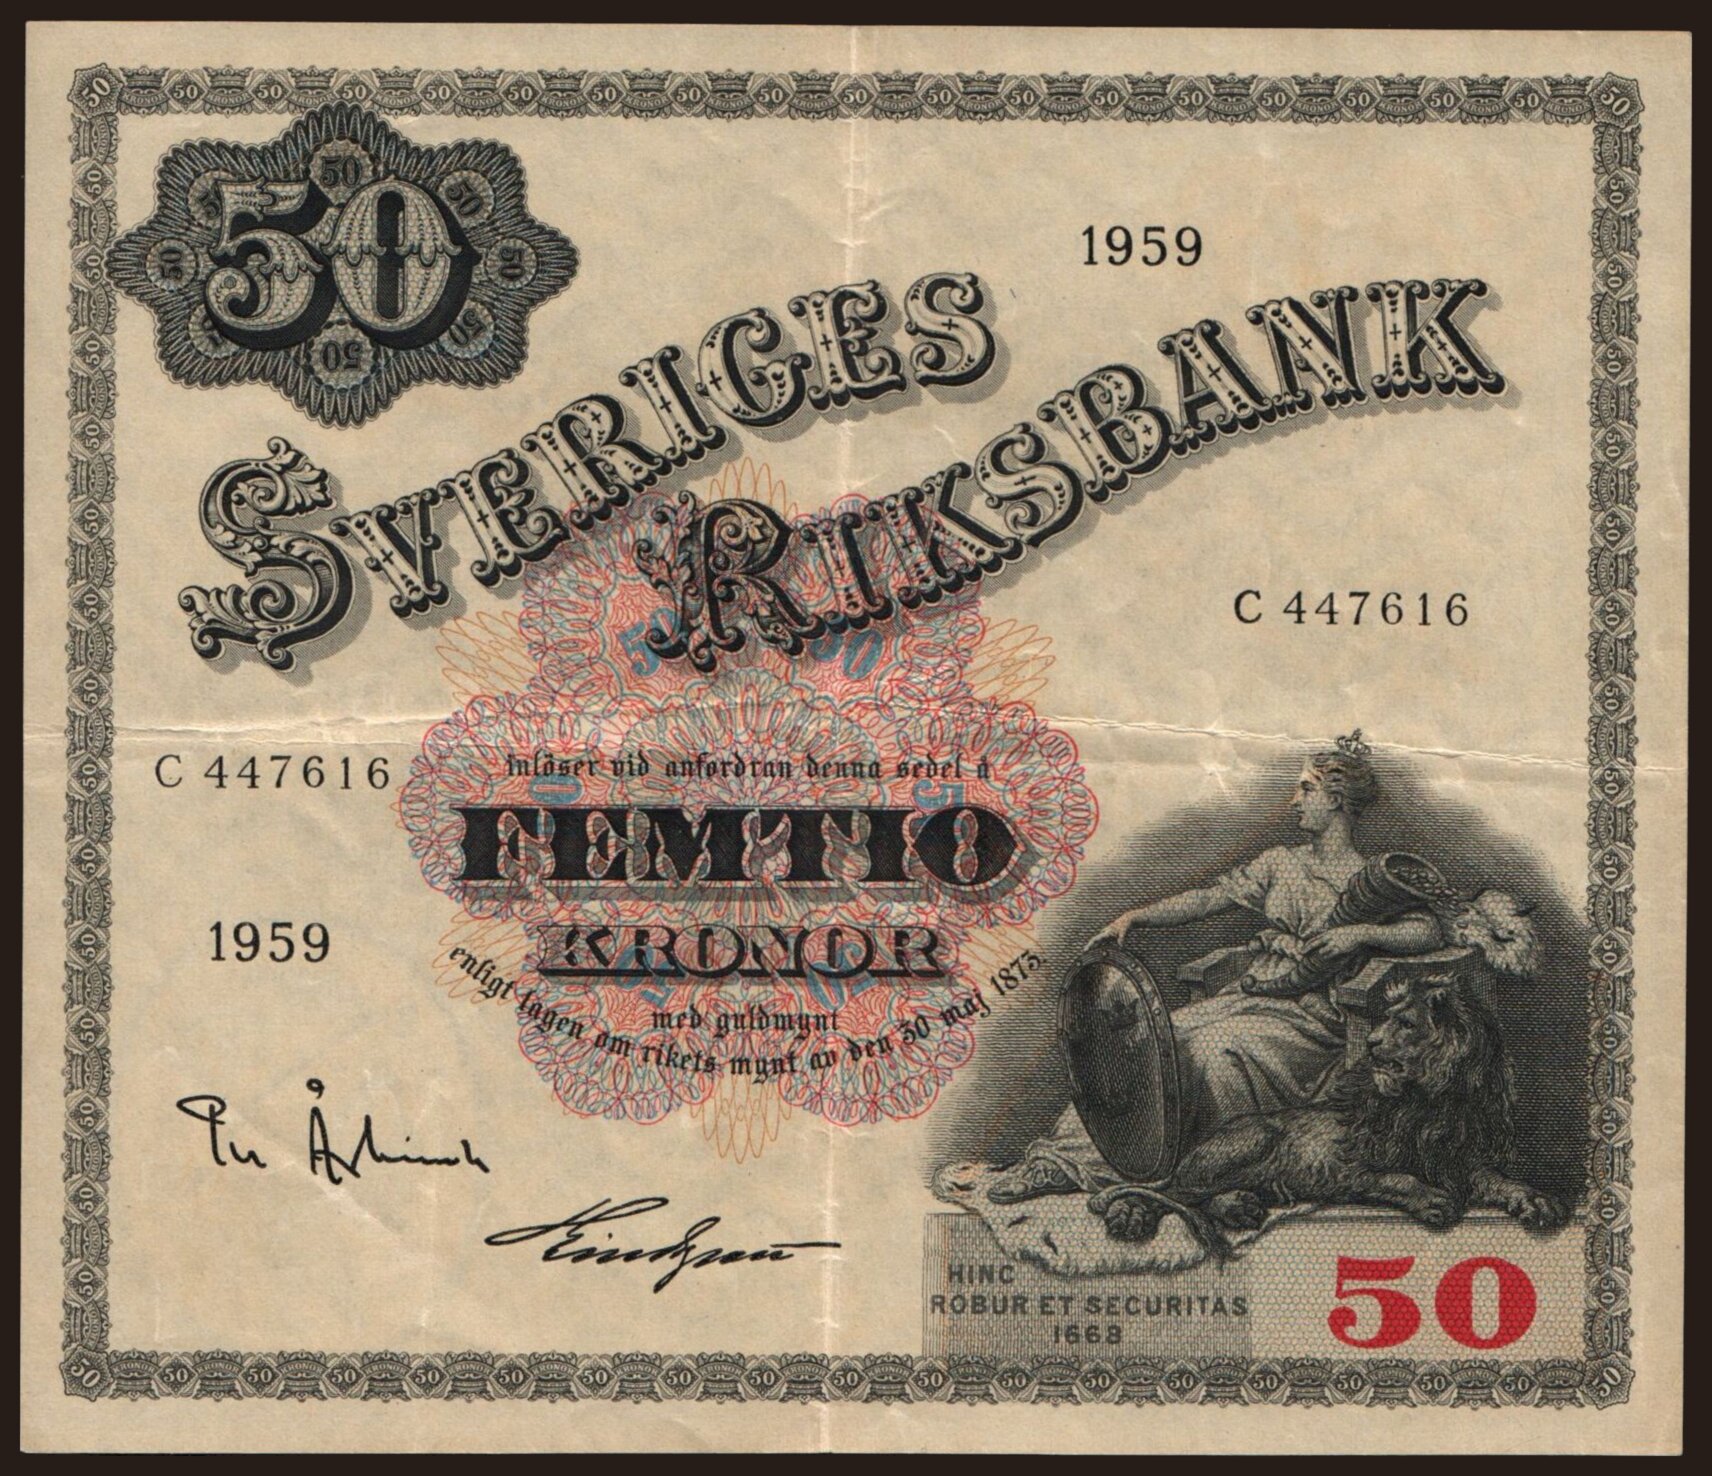 50
1959
SVERIGES
RIKSBANK
C 447616
C 447616
inlöser vid anfordran denna sedel å
FEMTIO
KRONOR
1959
med guldmynt
enligt lagen om rikets mynt av den 30 maj 1873.
HINC
ROBUR ET SECURITAS
1668
50